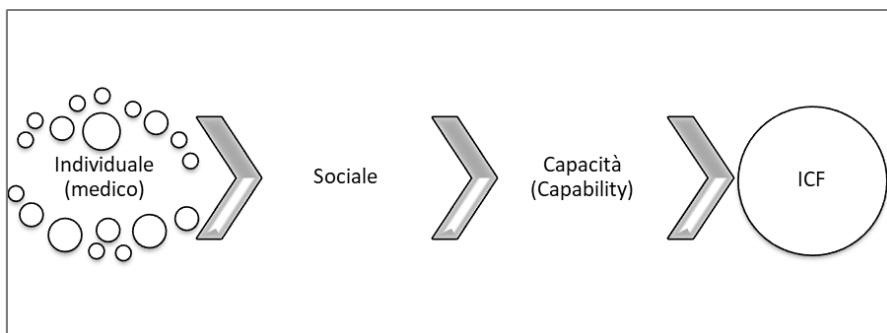 Individuale
(medico)
Sociale
Capacità
(Capability)
ICF